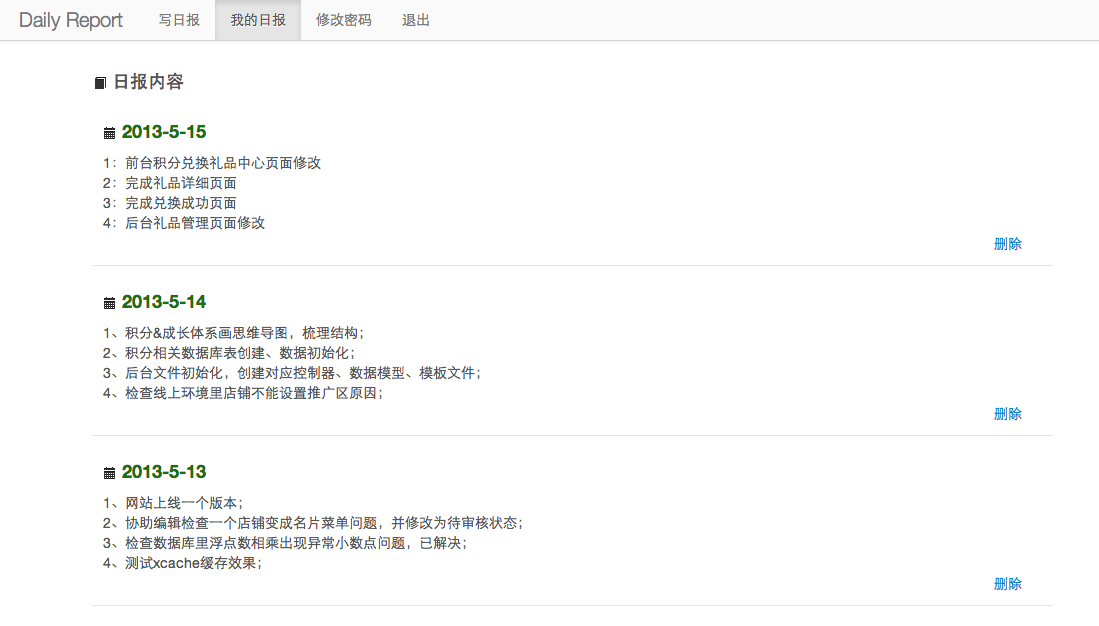 Daily Report 写日报 我的日报 修改密码 退出
日报内容
2013-5-15
1：前台积分兑换礼品中心页面修改
2：完成礼品详细页面
3：完成兑换成功页面
4：后台礼品管理页面修改
删除
2013-5-14
1、积分&成长体系画思维导图，梳理结构；
2、积分相关数据库表创建、数据初始化；
3、后台文件初始化，创建对应控制器、数据模型、模板文件；
4、检查线上环境里店铺不能设置推广区原因；
删除
2013-5-13
1、网站上线一个版本；
2、协助编辑检查一个店铺变成名片菜单问题，并修改为待审核状态；
3、检查数据库里浮点数相乘出现异常小数点问题，已解决；
4、测试xcache缓存效果；
删除